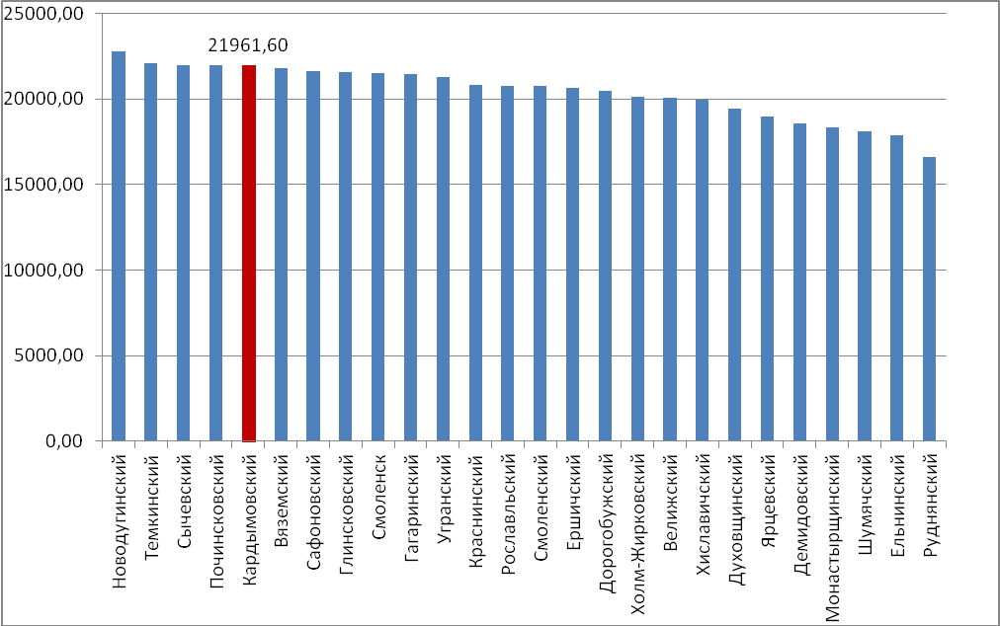 25000,00
21961,60
20000,00
15000,00
10000,00
5000,00
0,00
Новодугинский
Темкинский
Сычевский
Починсковский
Кардымовский
Вяземский
Сафоновский
Глинсковский
Смоленск
Гагаринский
Угранский
Краснинский
Рославльский
Смоленский
Ершичский
Дорогобужский
Холм-Жирковский
Велижский
Хиславичский
Духовщинский
Ярцевский
Демидовский
Монастырщинский
Шумячский
Ельнинский
Руднянский